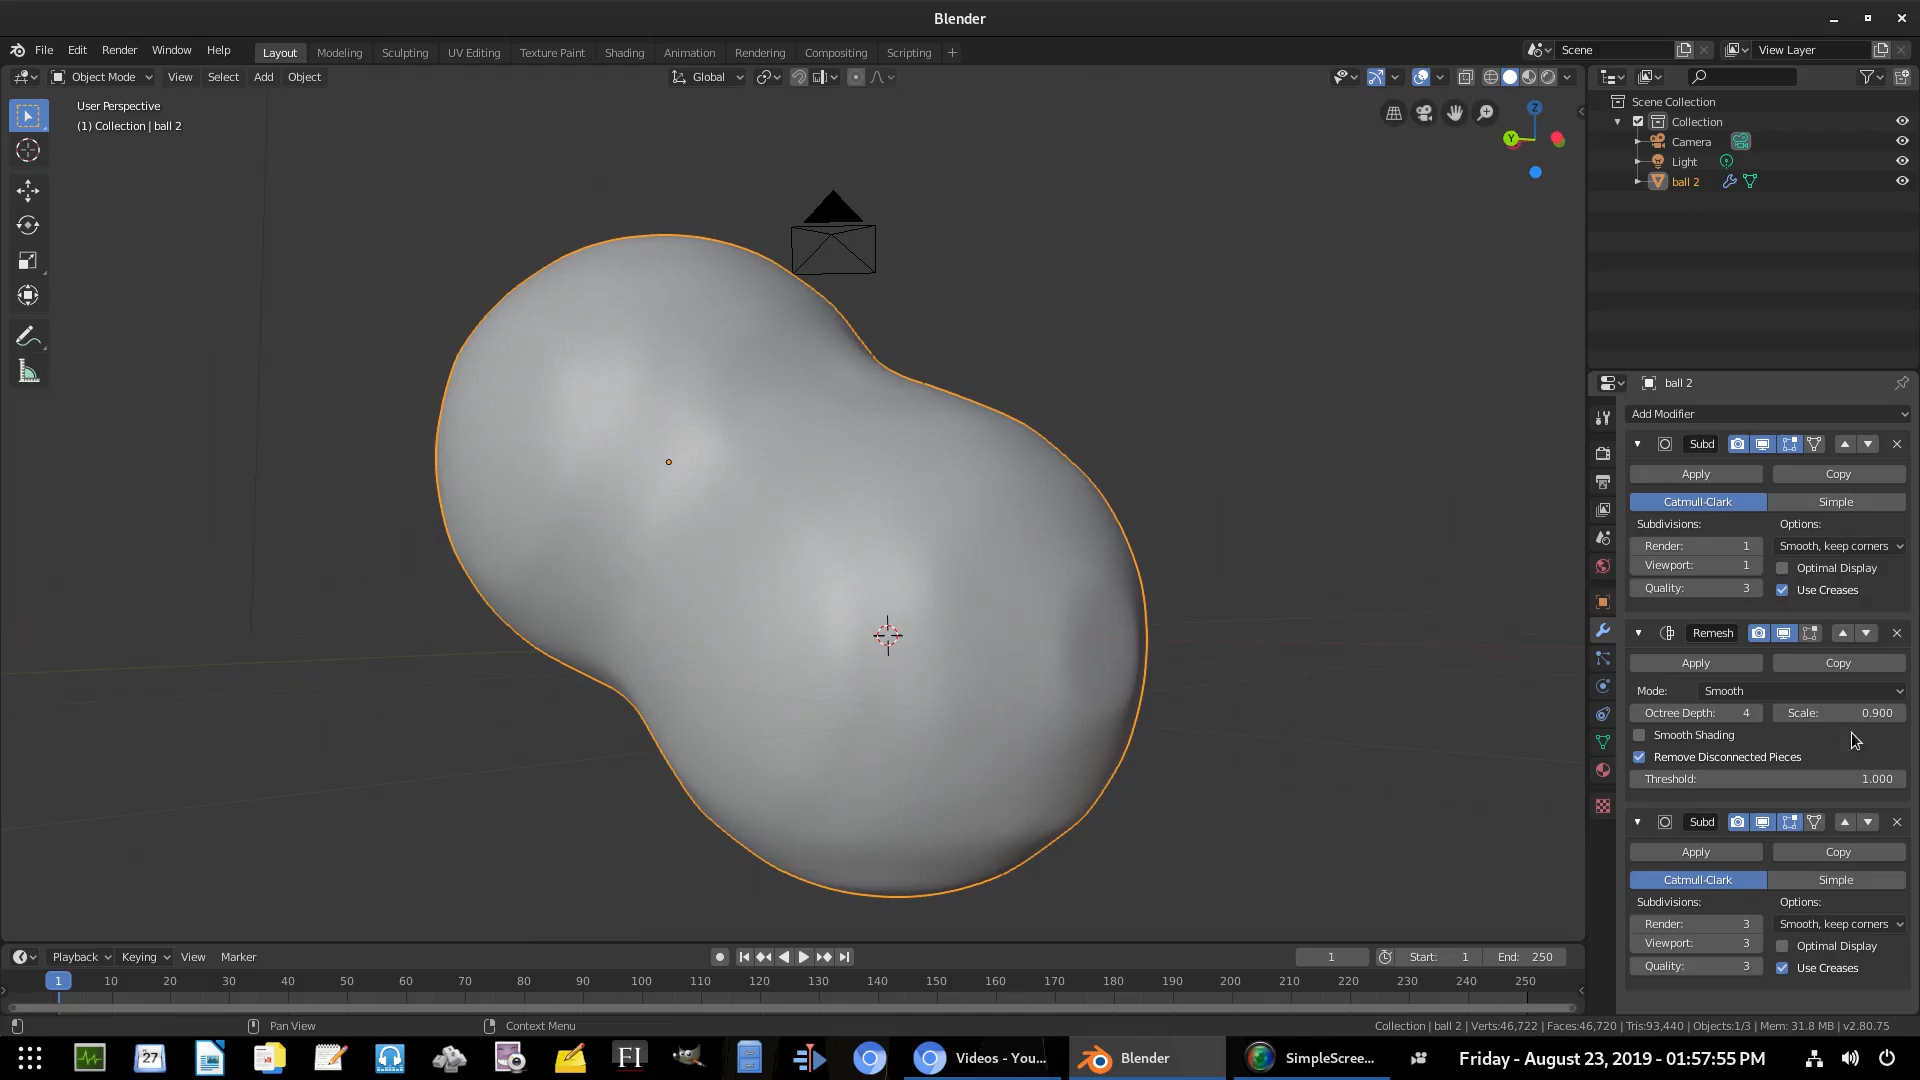 Blender
File Edit Render Window Help
Layout Modeling Sculpting UV Editing Texture Paint Shading Animation Rendering Compositing Scripting +
Scene
View Layer
Object Mode View Select Add Object
Global
User Perspective
(1) Collection | ball 2
Z
Y
Scene Collection
Collection
Camera
Light
ball 2
ball 2
Add Modifier
Subd
Apply Copy
Catmull-Clark Simple
Subdivisions: Options:
Render: 1 Smooth, keep corners
Viewport: 1 Optimal Display
Quality: 3 Use Creases
Remesh
Apply Copy
Mode: Smooth
Octree Depth: 4 Scale: 0.900
Smooth Shading
Remove Disconnected Pieces
Threshold: 1.000
Subd
Apply Copy
Catmull-Clark Simple
Subdivisions: Options:
Render: 3 Smooth, keep corners
Viewport: 3 Optimal Display
Quality: 3 Use Creases
Playback Keying View Marker
1 Start: 1 End: 250
1 10 20 30 40 50 60 70 80 90 100 110 120 130 140 150 160 170 180 190 200 210 220 230 240 250
Pan View Context Menu
Collection | ball 2 | Verts:46,722 | Faces:46,720 | Tris:93,440 | Objects:1/3 | Mem: 31.8 MB | v2.80.75
27 FI Videos - You... Blender SimpleScree... Friday - August 23, 2019 - 01:57:55 PM